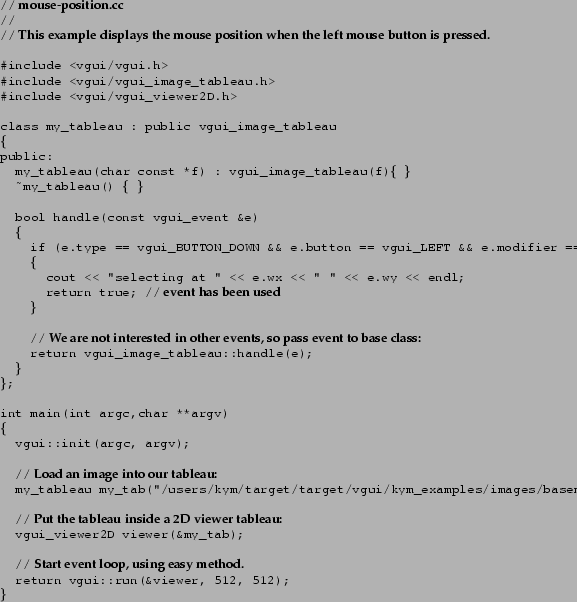 // mouse-position.cc
//
// This example displays the mouse position when the left mouse button is pressed.

#include <vgui/vgui.h>
#include <vgui/vgui_image_tableau.h>
#include <vgui/vgui_viewer2D.h>

class my_tableau : public vgui_image_tableau
{
public:
  my_tableau(char const *f) : vgui_image_tableau(f){ }
  ~my_tableau() { }

  bool handle(const vgui_event &e)
  {
    if (e.type == vgui_BUTTON_DOWN && e.button == vgui_LEFT && e.modifier ==
    {
      cout << "selecting at " << e.wx << " " << e.wy << endl;
      return true; // event has been used
    }

    // We are not interested in other events, so pass event to base class:
    return vgui_image_tableau::handle(e);
  }
};

int main(int argc,char **argv)
{
  vgui::init(argc, argv);

  // Load an image into our tableau:
  my_tableau my_tab("/users/kym/target/target/vgui/kym_examples/images/basen

  // Put the tableau inside a 2D viewer tableau:
  vgui_viewer2D viewer(&my_tab);

  // Start event loop, using easy method.
  return vgui::run(&viewer, 512, 512);
}